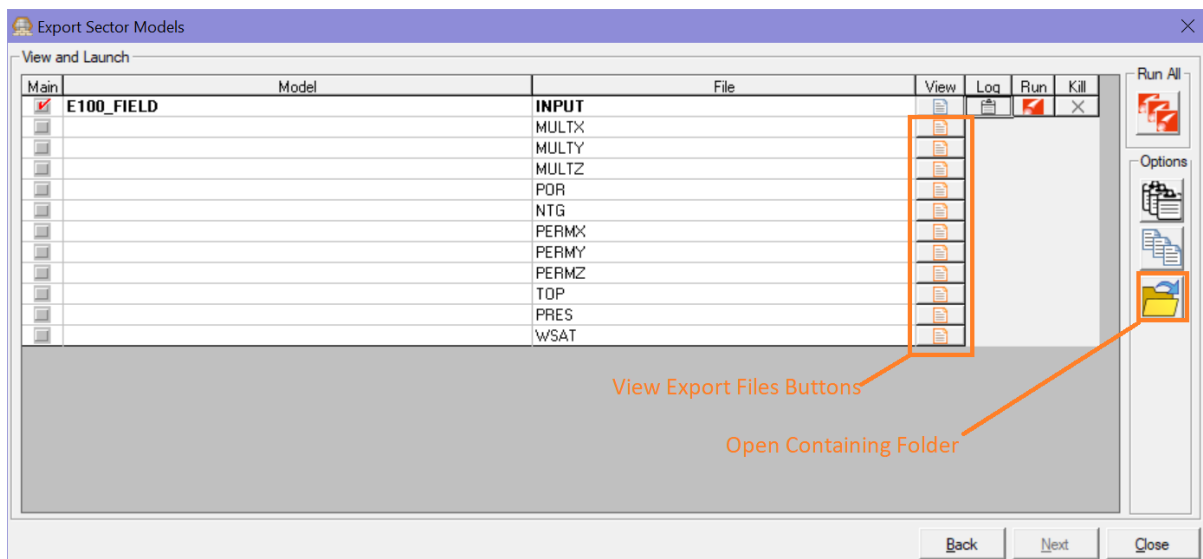 Export Sector Models
View and Launch
Main Model File View Log Run Kill
Run All
E100_FIELD INPUT
MULTX
MULTY
MULTZ
Options
POR
NTG
PERMX
PERMY
PERMZ
TOP
PRES
WSAT
View Export Files Buttons
Open Containing Folder
Back Next Close